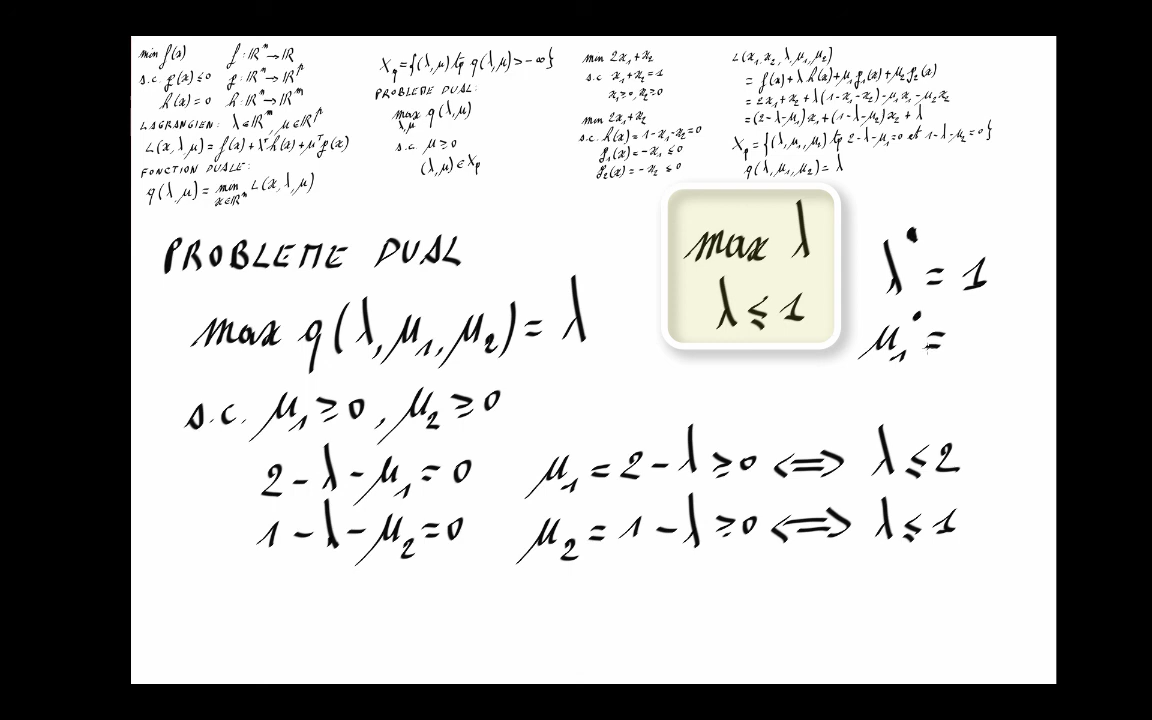 min f(x) f: ℝⁿ→ℝ
s.c. g(x) ≤ 0 g: ℝⁿ→ℝᵖ
h(x) = 0 h: ℝⁿ→ℝᵐ
LAGRANGIEN: λ∈ℝᵐ, μ∈ℝᵖ
L(x,λ,μ) = f(x)+λᵀh(x)+μᵀg(x)
FONCTION DUALE:
q(λ,μ) = min L(x,λ,μ)
x∈ℝⁿ
X_q = {(λ,μ) tq q(λ,μ) > -∞}
PROBLEME DUAL:
max q(λ,μ)
λ,μ
s.c. μ ≥ 0
(λ,μ) ∈ X_q
min 2x₁+x₂
s.c. x₁+x₂ = 1
x₁≥0, x₂≥0
min 2x₁+x₂
s.c. h(x) = 1-x₁-x₂ = 0
g₁(x) = -x₁ ≤ 0
g₂(x) = -x₂ ≤ 0
L(x₁,x₂,λ,μ₁,μ₂)
= f(x)+λ h(x)+μ₁g₁(x)+μ₂g₂(x)
= 2x₁+x₂+λ(1-x₁-x₂)-μ₁x₁-μ₂x₂
= (2-λ-μ₁)x₁+(1-λ-μ₂)x₂+λ
X_q = {(λ,μ₁,μ₂) tq 2-λ-μ₁=0 et 1-λ-μ₂=0}
q(λ,μ₁,μ₂) = λ
PROBLEME DUAL
max q(λ,μ₁,μ₂) = λ
s.c. μ₁ ≥ 0, μ₂ ≥ 0
2-λ-μ₁ = 0 μ₁ = 2-λ ≥ 0 ⟺ λ ≤ 2
1-λ-μ₂ = 0 μ₂ = 1-λ ≥ 0 ⟺ λ ≤ 1
max λ
λ ≤ 1
λ* = 1
μ₁* =